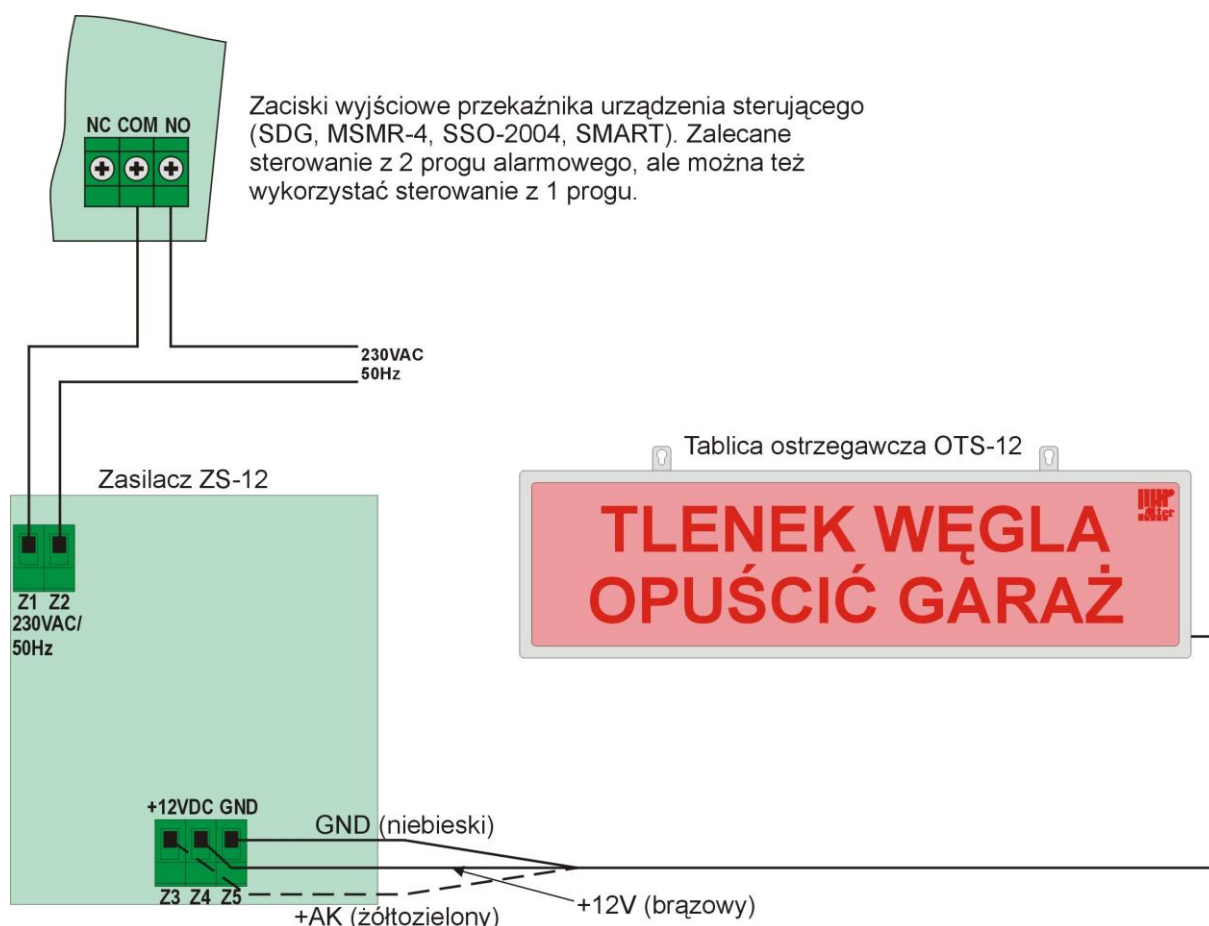 NC COM NO
Zaciski wyjściowe przekaźnika urządzenia sterującego
(SDG, MSMR-4, SSO-2004, SMART). Zalecane
sterowanie z 2 progu alarmowego, ale można też
wykorzystać sterowanie z 1 progu.
230VAC
50Hz
Zasilacz ZS-12
Tablica ostrzegawcza OTS-12
TLENEK WĘGLA
OPUŚCIĆ GARAŻ
Z1 Z2
230VAC/
50Hz
+12VDC GND
GND (niebieski)
Z3 Z4 Z5
+AK (żółtozielony)
+12V (brązowy)